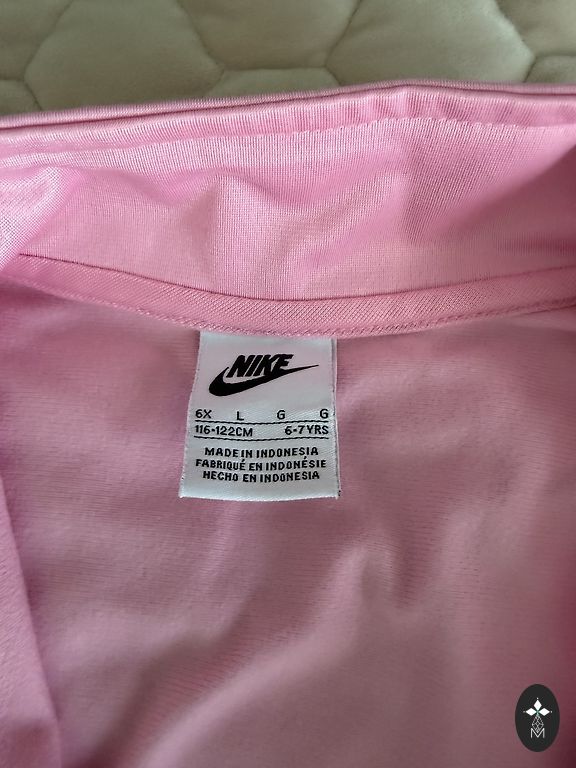 NIKE
6X L G G
116-122CM 6-7YRS
MADE IN INDONESIA
FABRIQUÉ EN INDONÉSIE
HECHO EN INDONESIA
M